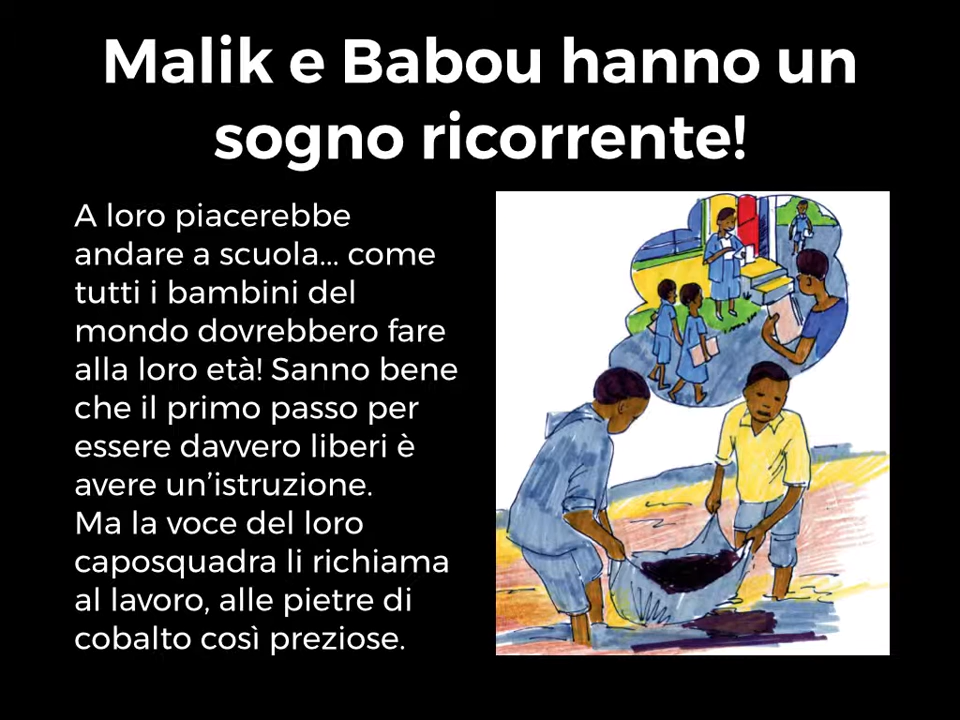 Malik e Babou hanno un
sogno ricorrente!
A loro piacerebbe
andare a scuola... come
tutti i bambini del
mondo dovrebbero fare
alla loro età! Sanno bene
che il primo passo per
essere davvero liberi è
avere un’istruzione.
Ma la voce del loro
caposquadra li richiama
al lavoro, alle pietre di
cobalto così preziose.